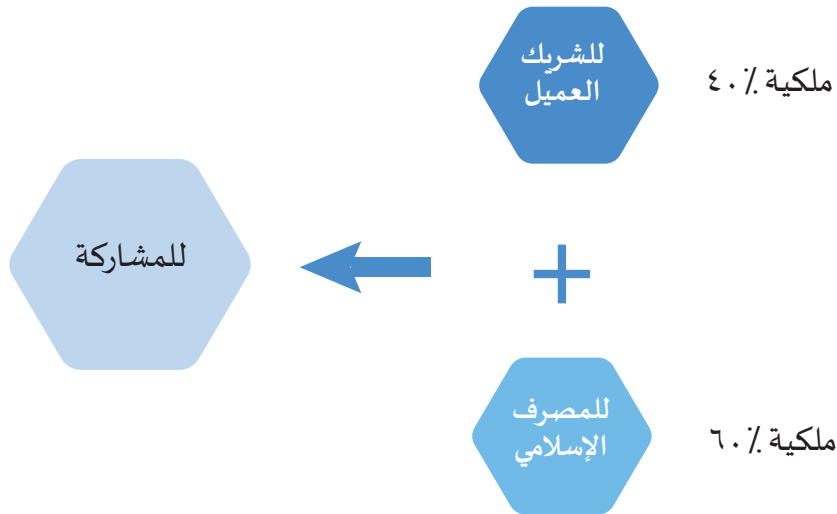 ملكية ٪٤٠
للشريك
العميل
للمشاركة
ملكية ٪٦٠
للمصرف
الإسلامي